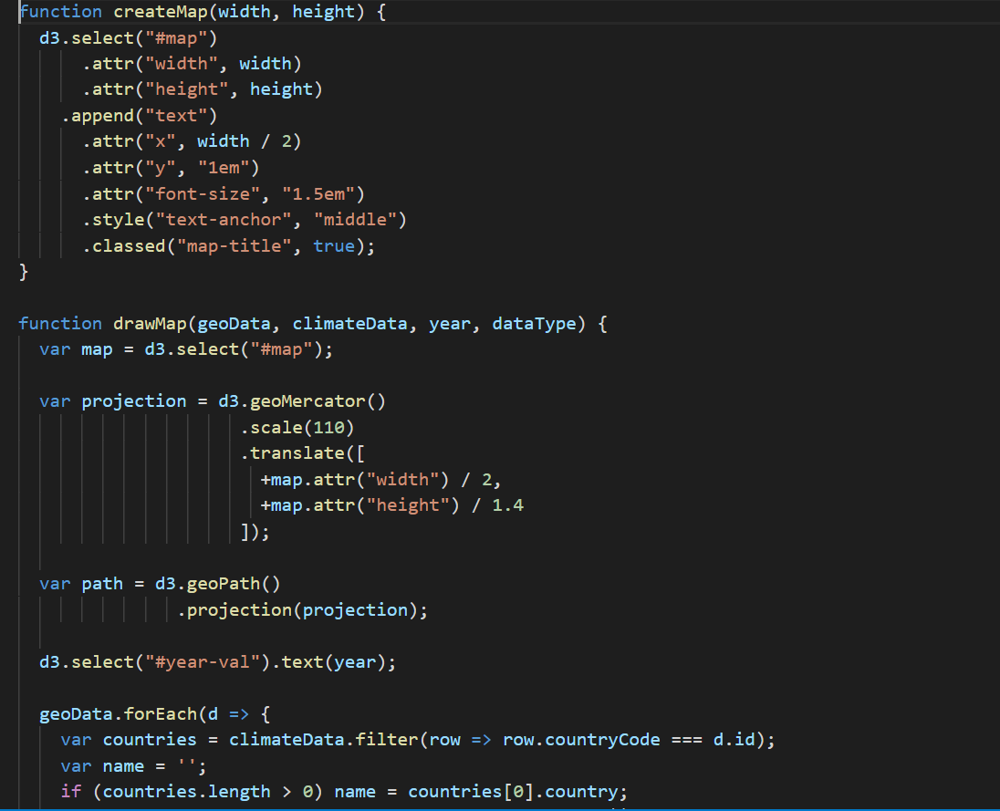 function createMap(width, height) {
  d3.select("#map")
      .attr("width", width)
      .attr("height", height)
    .append("text")
      .attr("x", width / 2)
      .attr("y", "1em")
      .attr("font-size", "1.5em")
      .style("text-anchor", "middle")
      .classed("map-title", true);
}

function drawMap(geoData, climateData, year, dataType) {
  var map = d3.select("#map");

  var projection = d3.geoMercator()
                     .scale(110)
                     .translate([
                       +map.attr("width") / 2,
                       +map.attr("height") / 1.4
                     ]);

  var path = d3.geoPath()
               .projection(projection);

  d3.select("#year-val").text(year);

  geoData.forEach(d => {
    var countries = climateData.filter(row => row.countryCode === d.id);
    var name = '';
    if (countries.length > 0) name = countries[0].country;